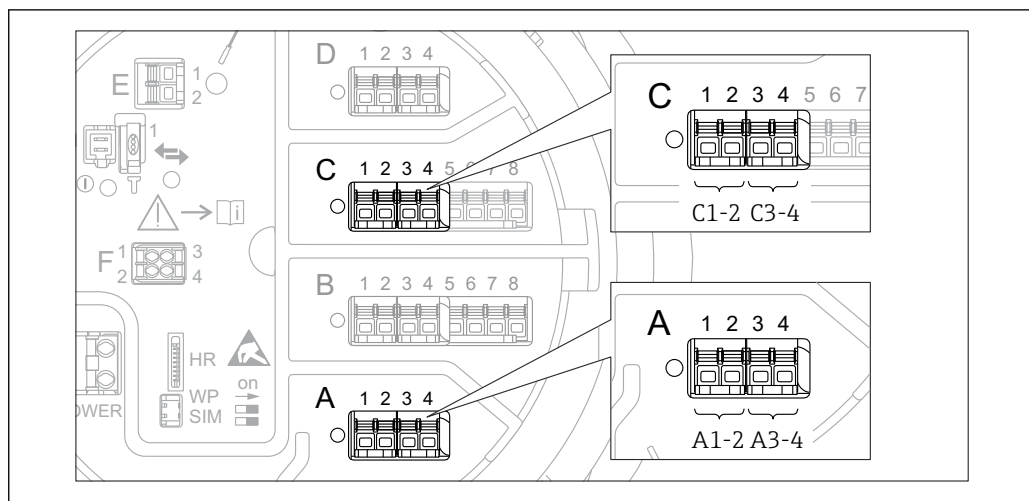 D 1 2 3 4
E 1
2
1
C 1 2 3 4 5 6 7 8
i
F 1 3
2 4
B 1 2 3 4 5 6 7 8
HR
WP on
SIM
OWER
A 1 2 3 4
C 1 2 3 4 5 6 7
C1-2 C3-4
A 1 2 3 4
A1-2 A3-4